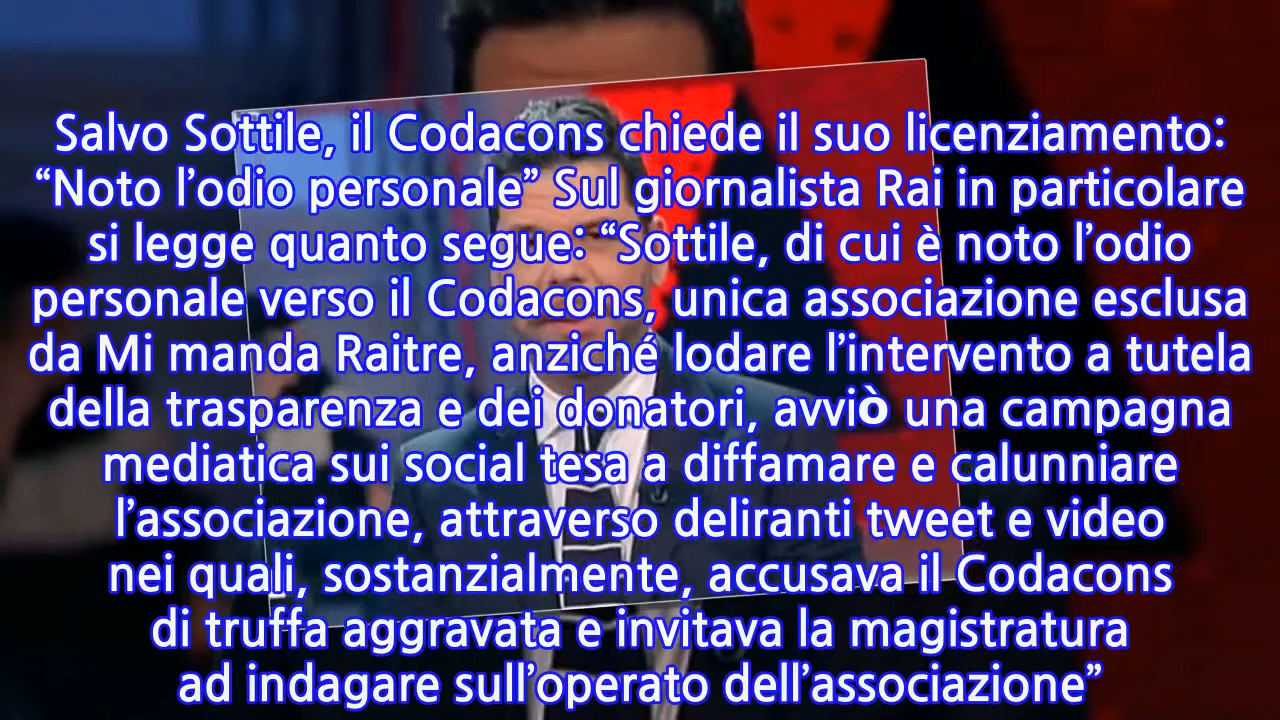 Salvo Sottile, il Codacons chiede il suo licenziamento:
“Noto l’odio personale” Sul giornalista Rai in particolare
si legge quanto segue: “Sottile, di cui è noto l’odio
personale verso il Codacons, unica associazione esclusa
da Mi manda Raitre, anziché lodare l’intervento a tutela
della trasparenza e dei donatori, avviò una campagna
mediatica sui social tesa a diffamare e calunniare
l’associazione, attraverso deliranti tweet e video
nei quali, sostanzialmente, accusava il Codacons
di truffa aggravata e invitava la magistratura
ad indagare sull’operato dell’associazione”